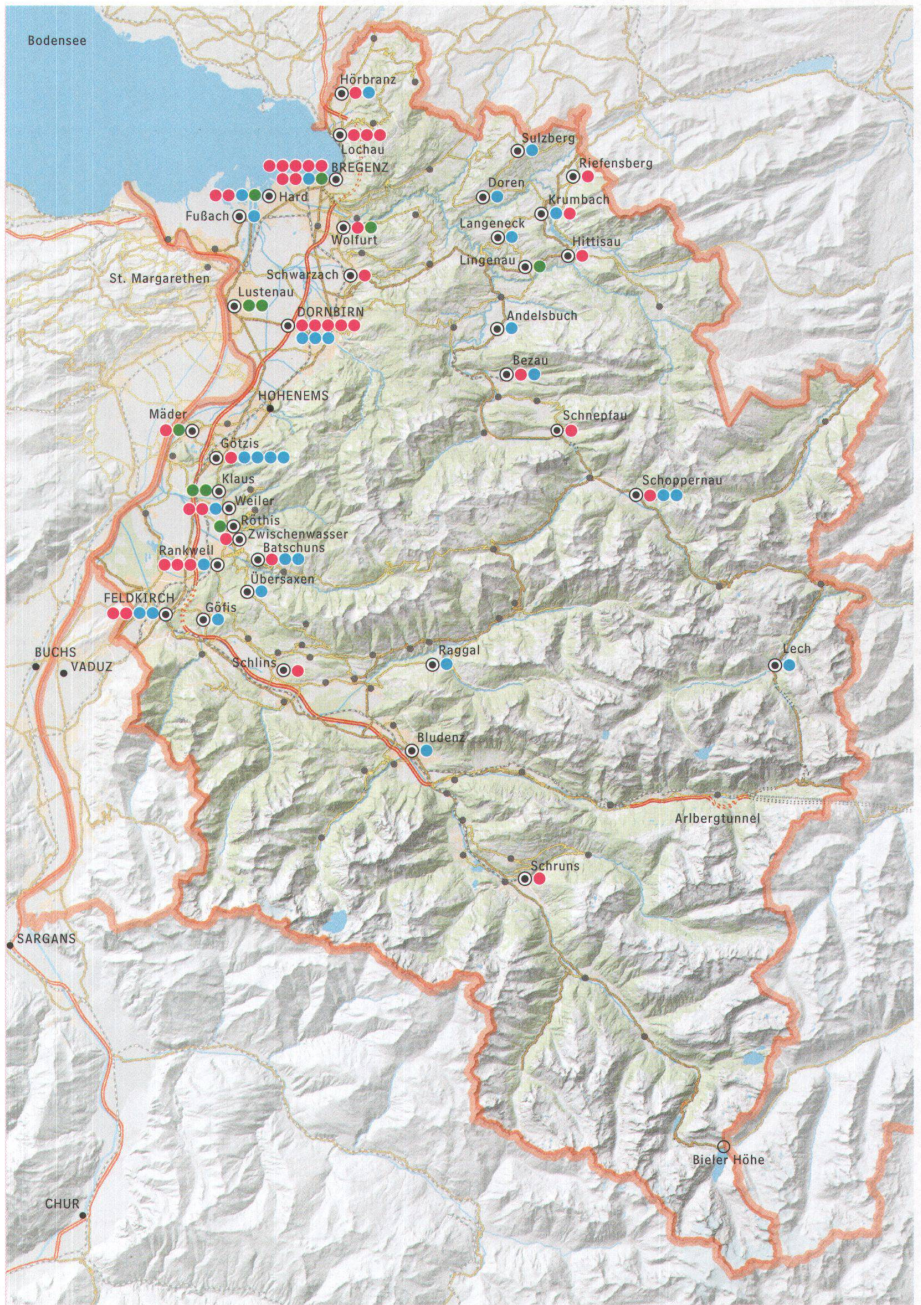 Bodensee
Hörbranz
Lochau
Sulzberg
BREGENZ
Riefensberg
Hard
Doren
Fußach
Krumbach
Wolfurt
Langeneck
Hittisau
Lingenau
Schwarzach
St. Margarethen
Lustenau
DORNBIRN
Andelsbuch
Bezau
HOHENEMS
Mäder
Schnepfau
Götzis
Klaus
Schoppernau
Weiler
Röthis
Zwischenwasser
Rankweil
Batschuns
Übersaxen
FELDKIRCH
Göfis
BUCHS
VADUZ
Raggal
Lech
Schlins
Bludenz
Arlbergtunnel
Schruns
SARGANS
Bieler Höhe
CHUR